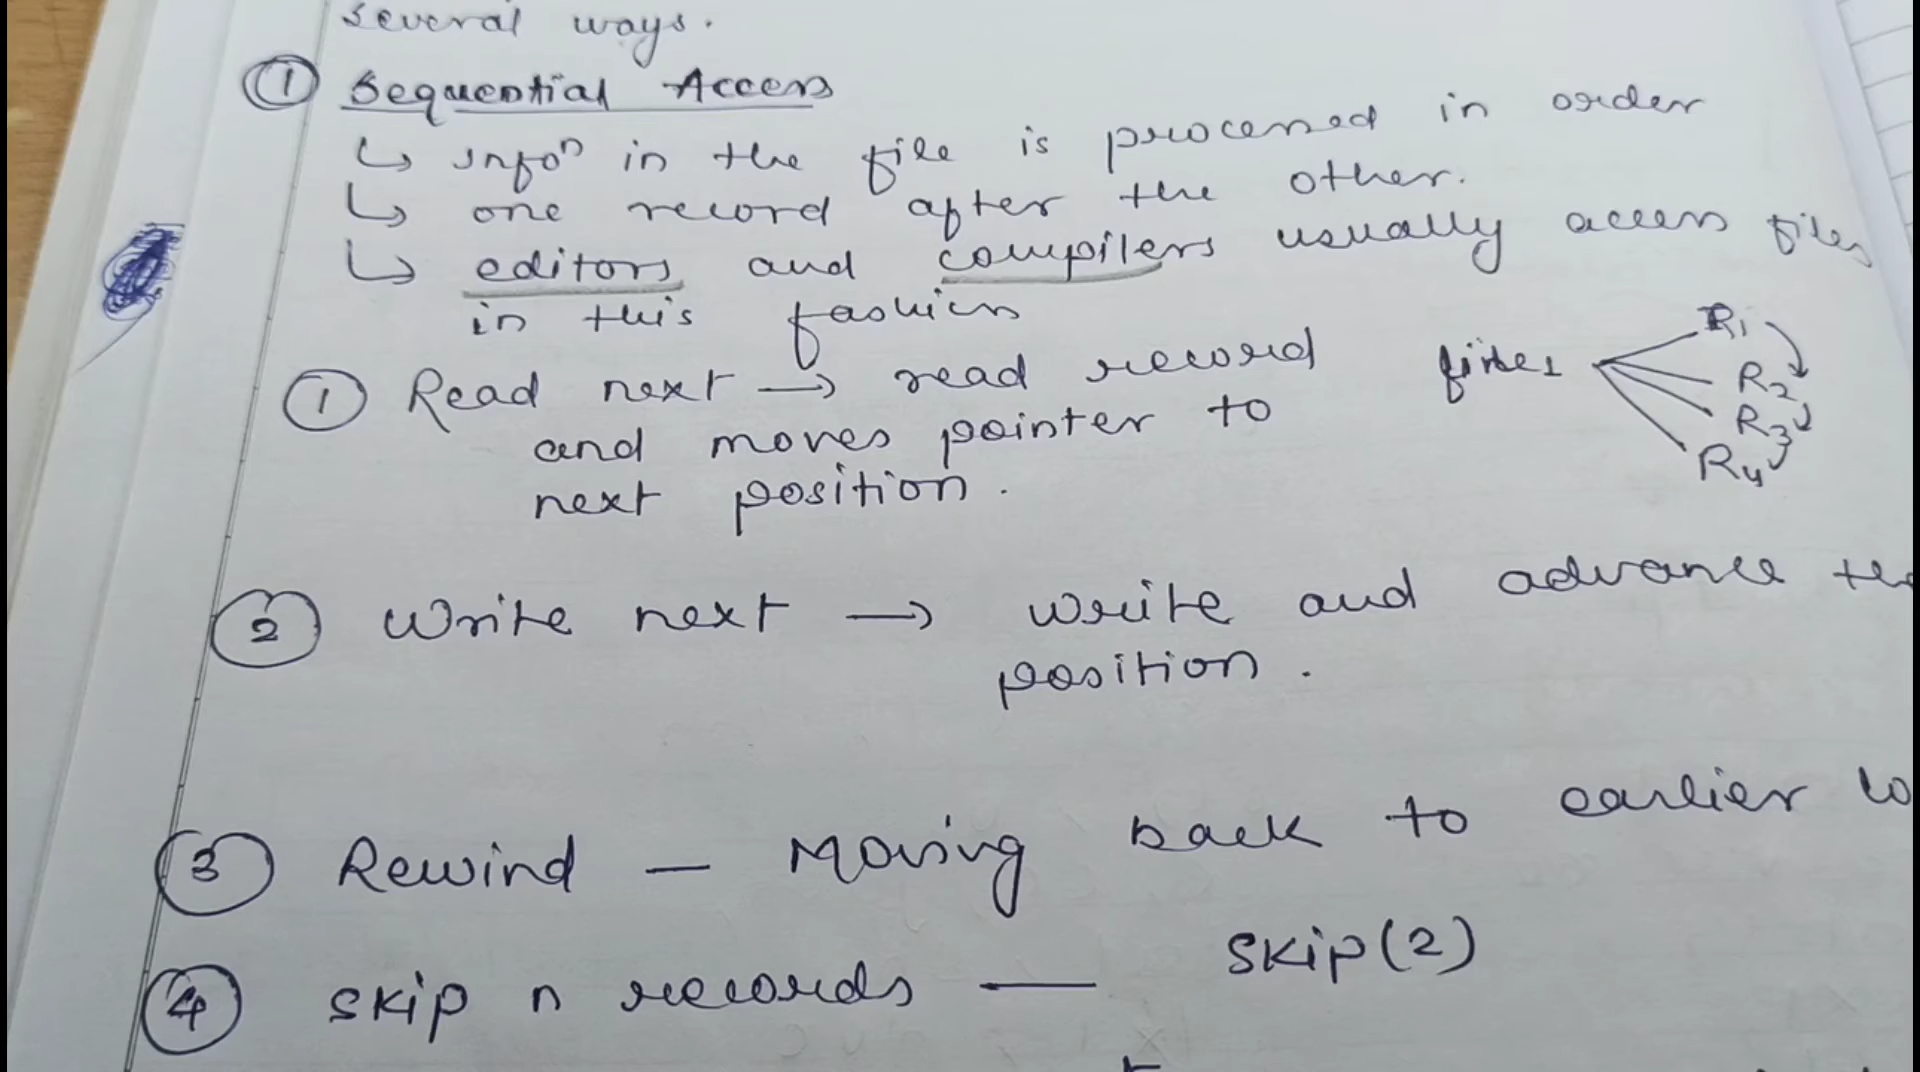 several ways.
① Sequential Access
↳ infoⁿ in the file is processed in order
↳ one record after the other.
↳ editors and compilers usually access files
in this fashion
① Read next → read record
and moves pointer to
next position.
R1
R2
R3
R4
② Write next → write and advance the
position.
③ Rewind — Moving back to earlier lo
④ skip n records — skip(2)